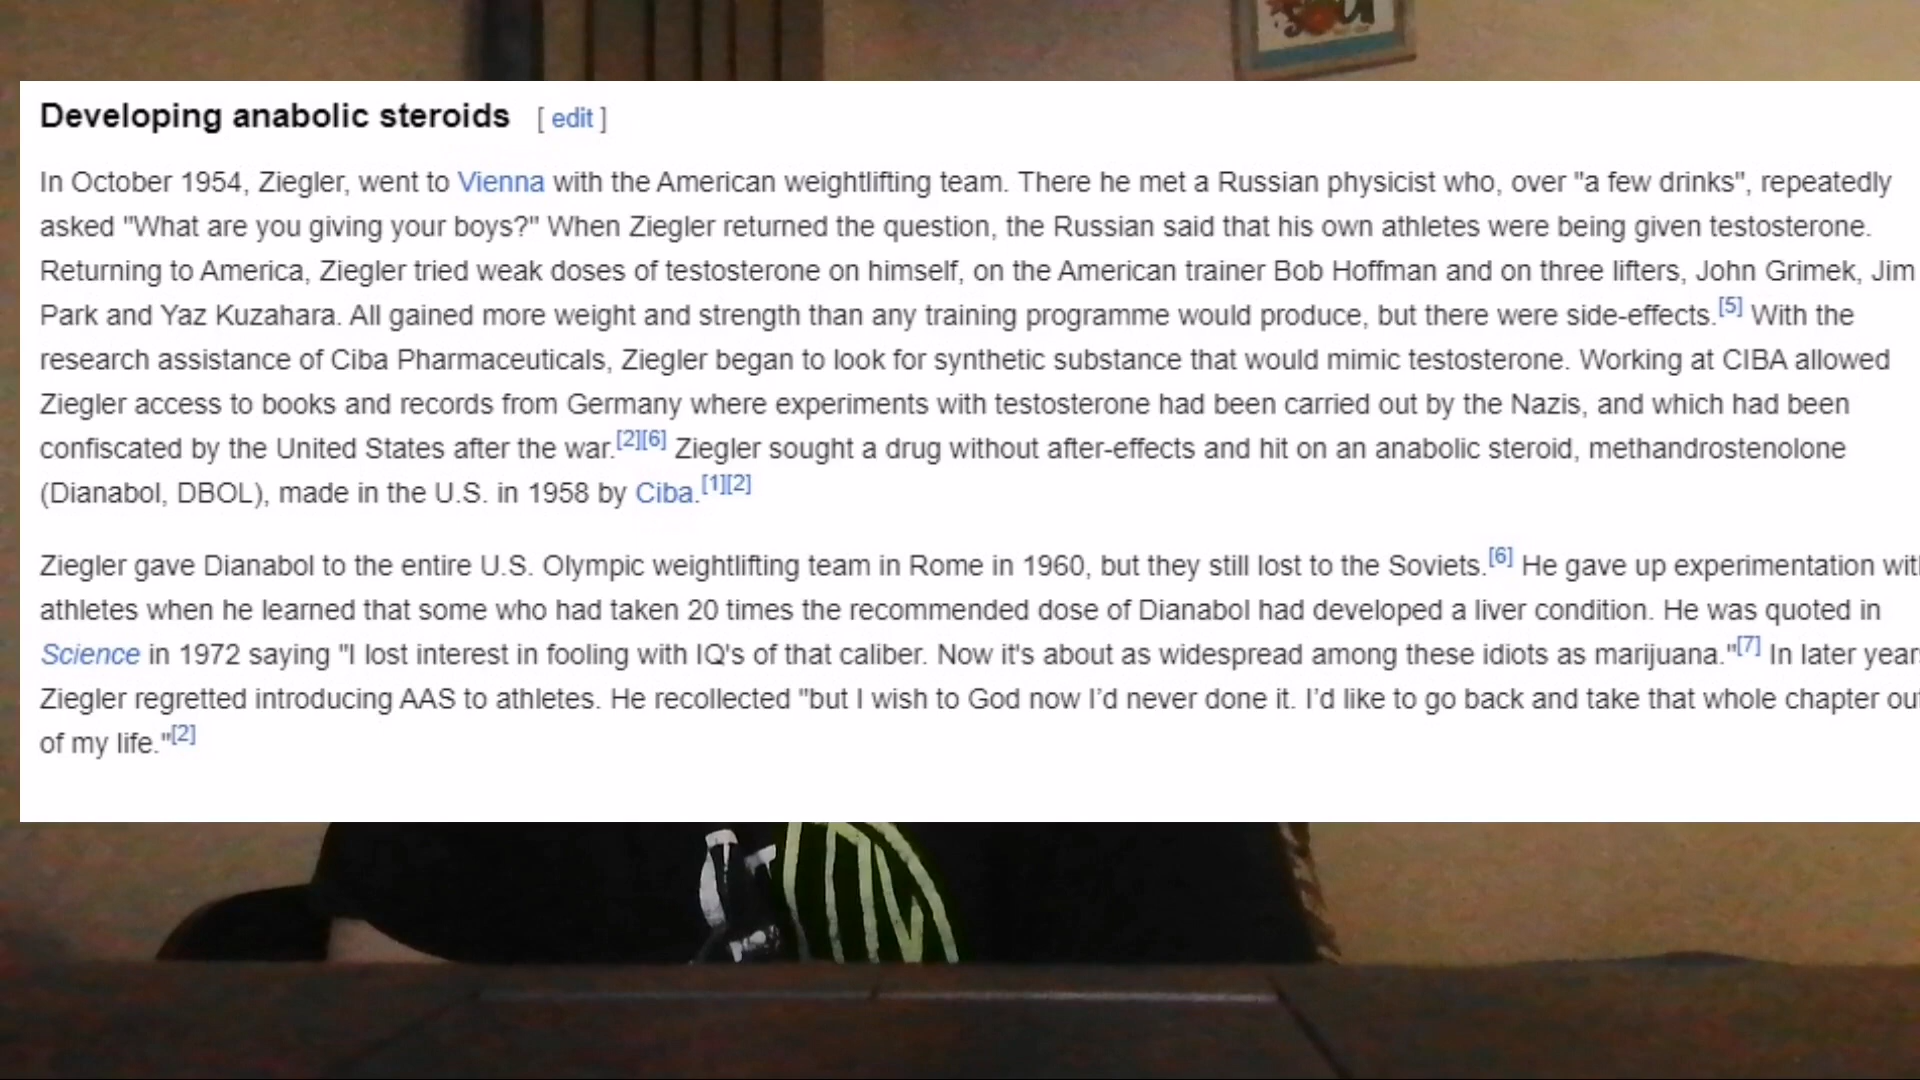 Developing anabolic steroids [ edit ]
In October 1954, Ziegler, went to Vienna with the American weightlifting team. There he met a Russian physicist who, over "a few drinks", repeatedly
asked "What are you giving your boys?" When Ziegler returned the question, the Russian said that his own athletes were being given testosterone.
Returning to America, Ziegler tried weak doses of testosterone on himself, on the American trainer Bob Hoffman and on three lifters, John Grimek, Jim
Park and Yaz Kuzahara. All gained more weight and strength than any training programme would produce, but there were side-effects.[5] With the
research assistance of Ciba Pharmaceuticals, Ziegler began to look for synthetic substance that would mimic testosterone. Working at CIBA allowed
Ziegler access to books and records from Germany where experiments with testosterone had been carried out by the Nazis, and which had been
confiscated by the United States after the war.[2][6] Ziegler sought a drug without after-effects and hit on an anabolic steroid, methandrostenolone
(Dianabol, DBOL), made in the U.S. in 1958 by Ciba.[1][2]
Ziegler gave Dianabol to the entire U.S. Olympic weightlifting team in Rome in 1960, but they still lost to the Soviets.[6] He gave up experimentation wit
athletes when he learned that some who had taken 20 times the recommended dose of Dianabol had developed a liver condition. He was quoted in
Science in 1972 saying "I lost interest in fooling with IQ's of that caliber. Now it's about as widespread among these idiots as marijuana."[7] In later year
Ziegler regretted introducing AAS to athletes. He recollected "but I wish to God now I'd never done it. I'd like to go back and take that whole chapter ou
of my life."[2]